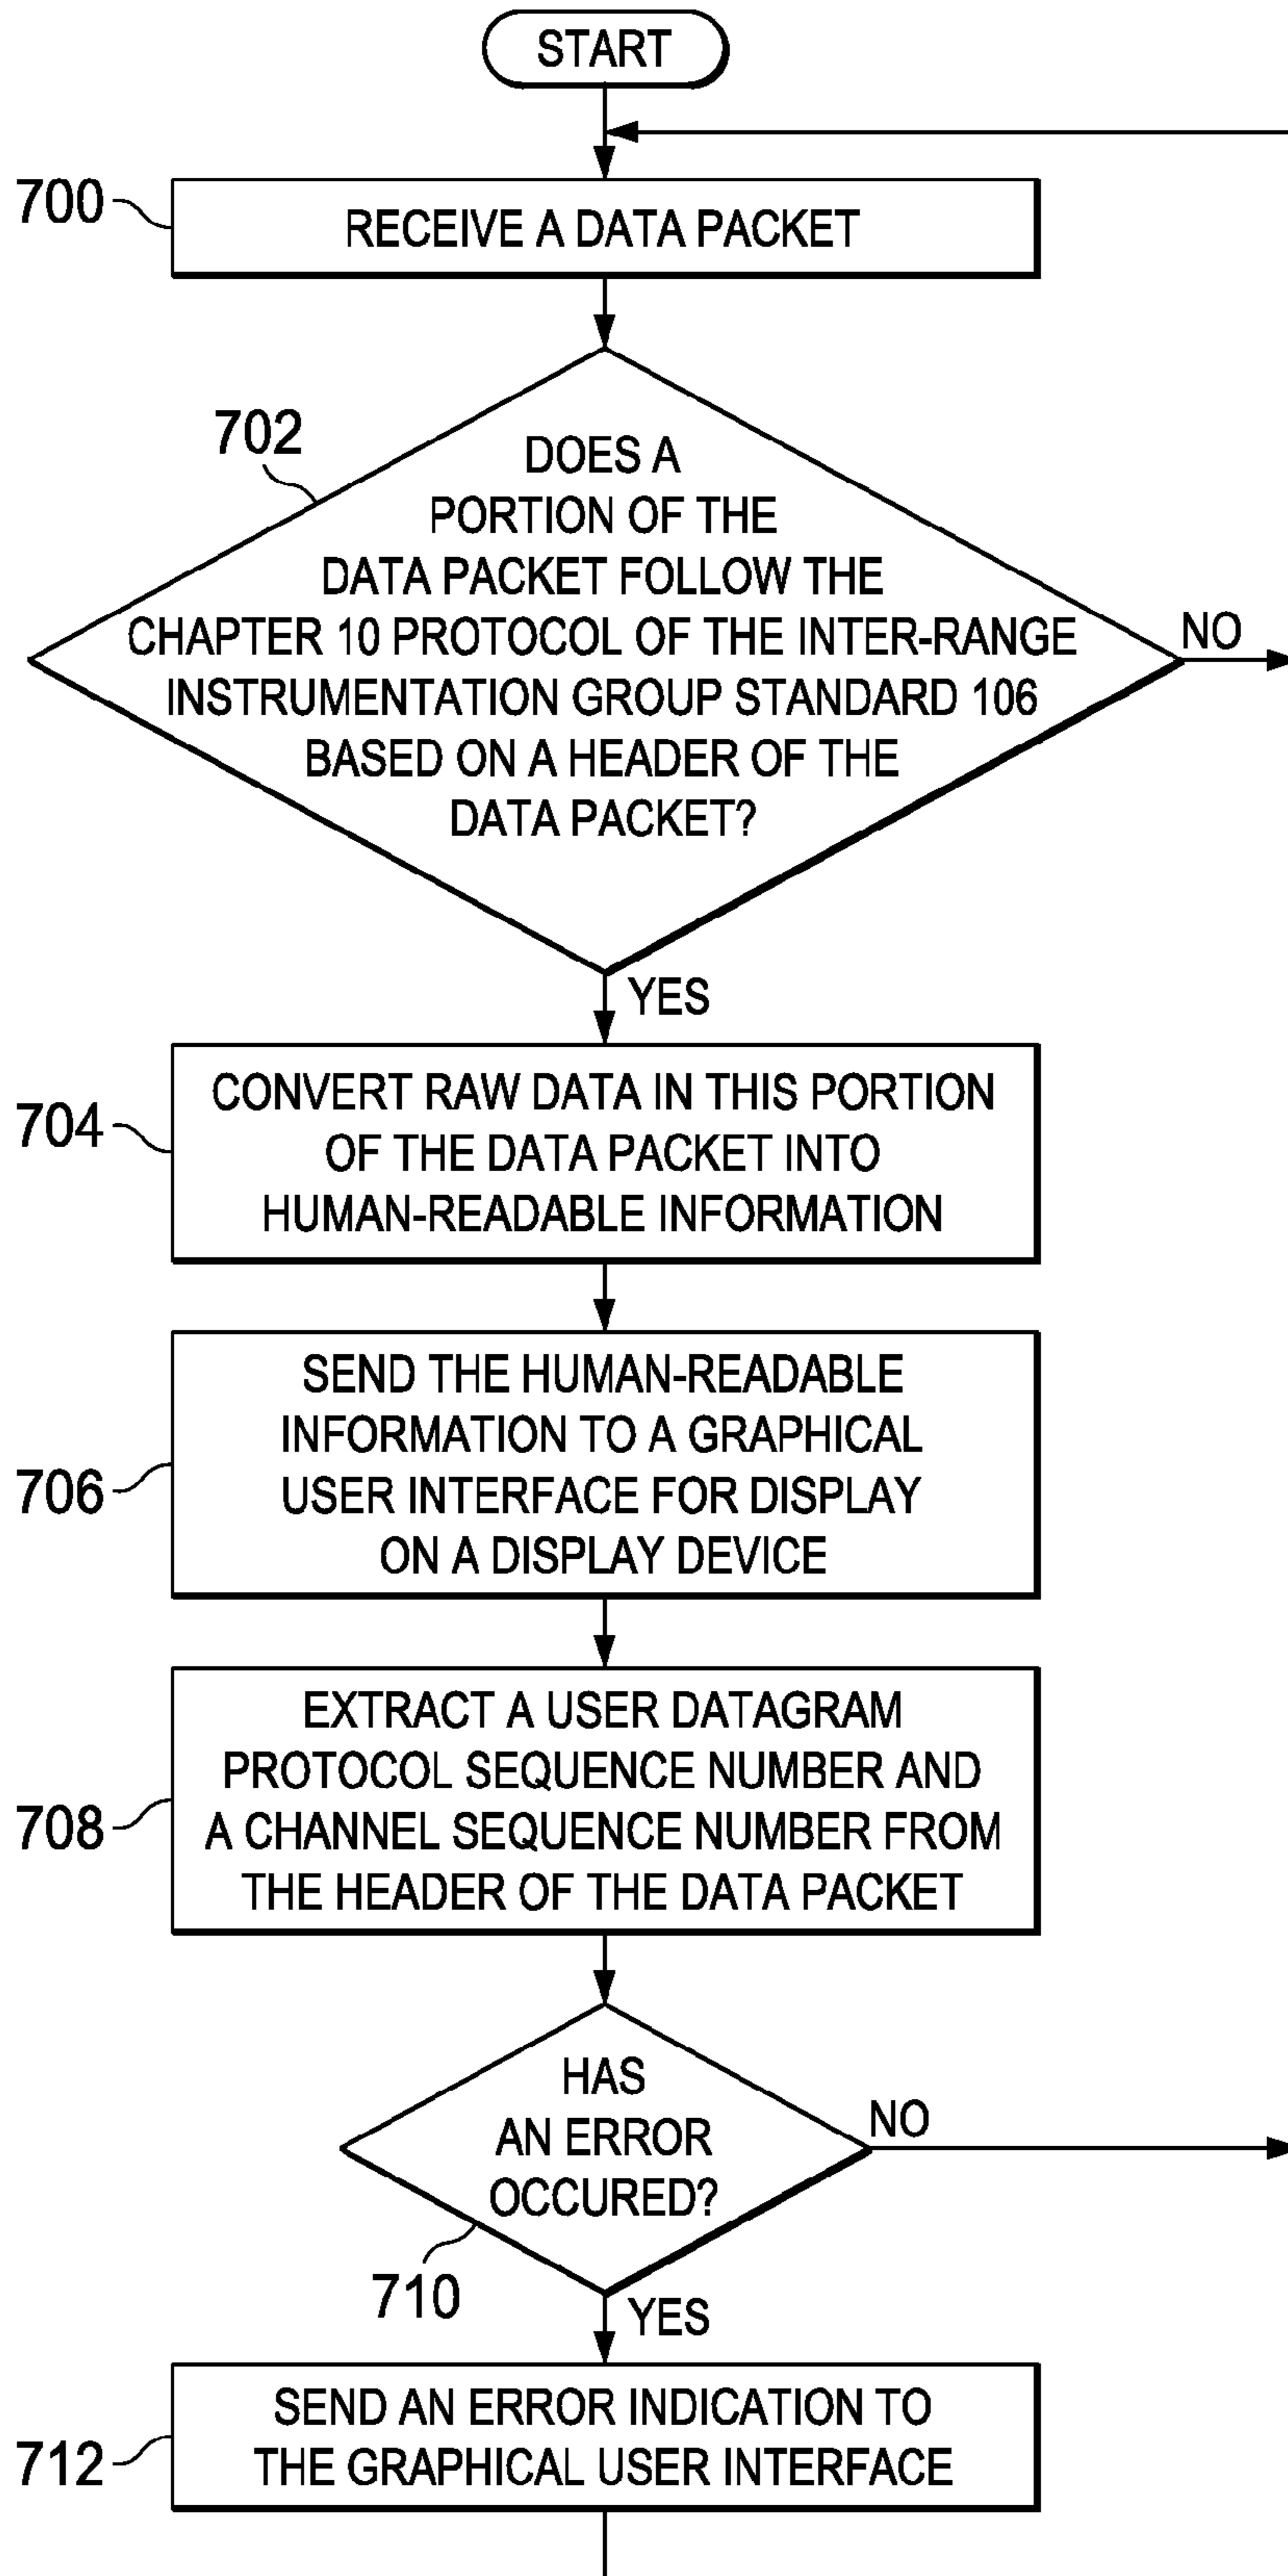 START
700
RECEIVE A DATA PACKET
702
DOES A
PORTION OF THE
DATA PACKET FOLLOW THE
CHAPTER 10 PROTOCOL OF THE INTER-RANGE
INSTRUMENTATION GROUP STANDARD 106
BASED ON A HEADER OF THE
DATA PACKET?
NO
YES
704
CONVERT RAW DATA IN THIS PORTION
OF THE DATA PACKET INTO
HUMAN-READABLE INFORMATION
706
SEND THE HUMAN-READABLE
INFORMATION TO A GRAPHICAL
USER INTERFACE FOR DISPLAY
ON A DISPLAY DEVICE
708
EXTRACT A USER DATAGRAM
PROTOCOL SEQUENCE NUMBER AND
A CHANNEL SEQUENCE NUMBER FROM
THE HEADER OF THE DATA PACKET
HAS
AN ERROR
OCCURED?
NO
710
YES
712
SEND AN ERROR INDICATION TO
THE GRAPHICAL USER INTERFACE